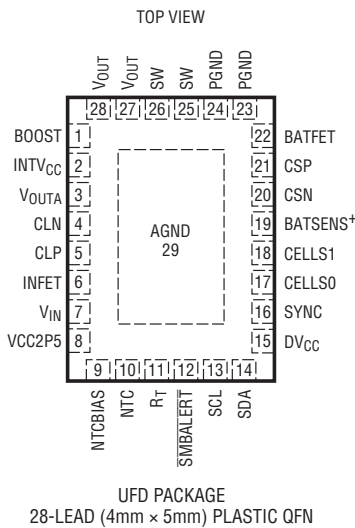 TOP VIEW
VOUT VOUT SW SW PGND PGND
28 27 26 25 24 23
BOOST 1
INTVCC 2
VOUTA 3
CLN 4
CLP 5
INFET 6
VIN 7
VCC2P5 8
AGND
29
22 BATFET
21 CSP
20 CSN
19 BATSENS+
18 CELLS1
17 CELLS0
16 SYNC
15 DVCC
9 10 11 12 13 14
NTCBIAS NTC RT SMBALERT SCL SDA
UFD PACKAGE
28-LEAD (4mm × 5mm) PLASTIC QFN